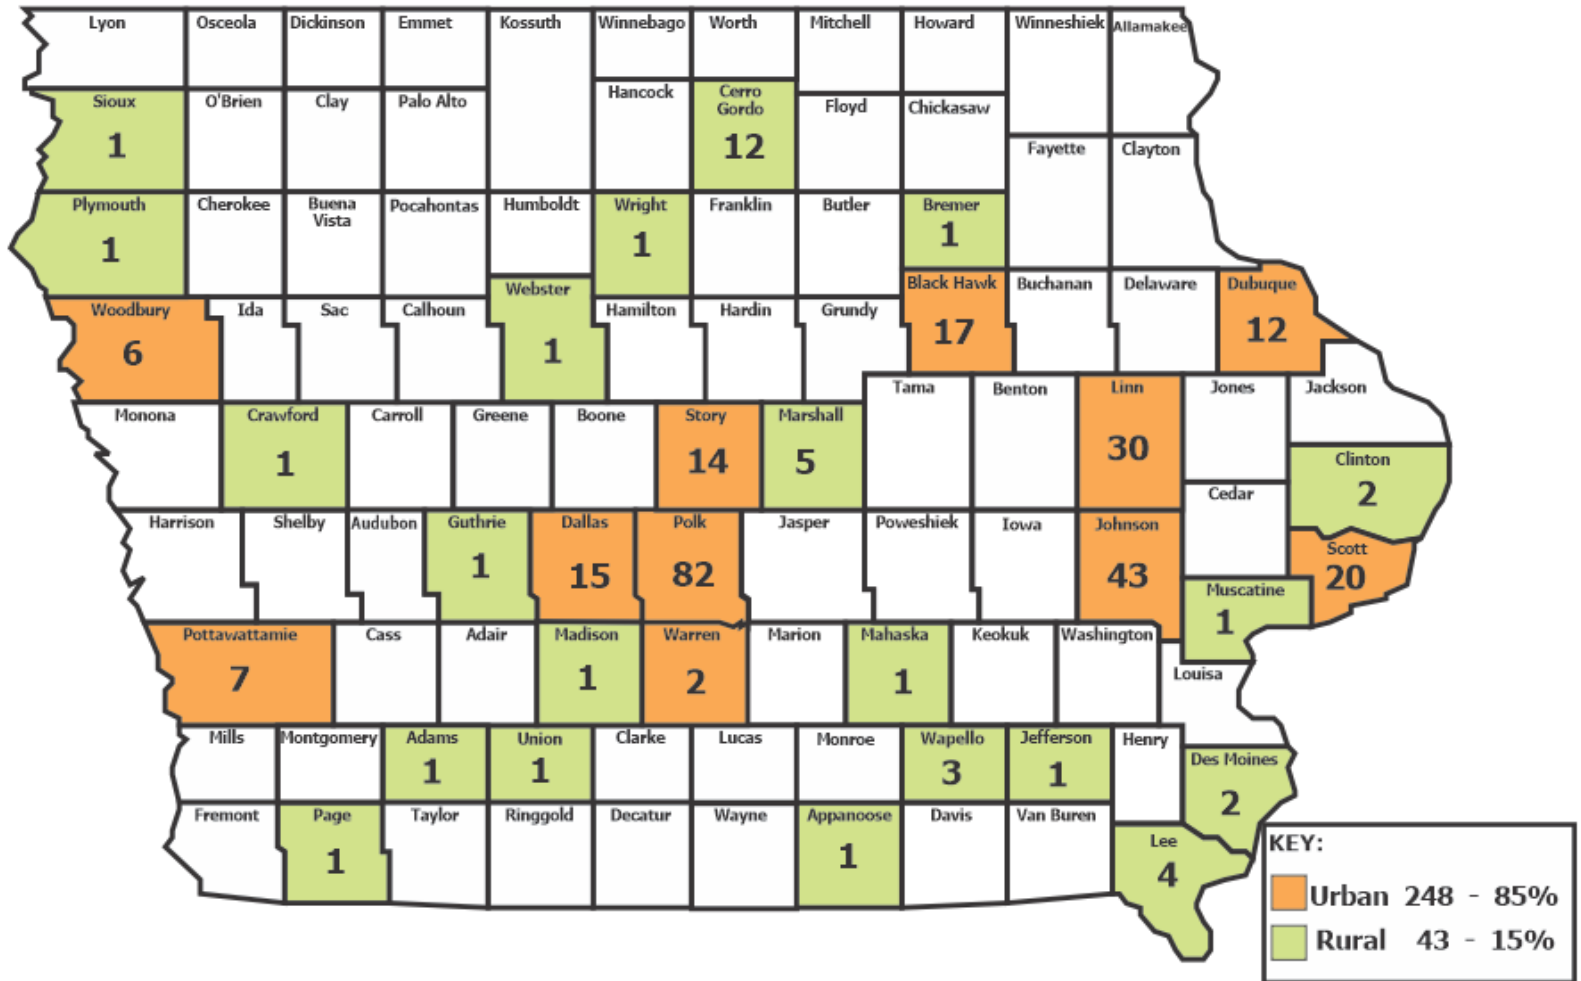 Lyon Osceola Dickinson Emmet Kossuth Winnebago Worth Mitchell Howard Winneshiek Allamakee
Sioux O'Brien Clay Palo Alto Hancock Cerro Floyd Chickasaw
Gordo
1 12
Fayette Clayton
Plymouth Cherokee Buena Pocahontas Humboldt Wright Franklin Butler Bremer
Vista
1 1 1
Webster Black Hawk Buchanan Delaware Dubuque
Woodbury Ida Sac Calhoun Hamilton Hardin Grundy
6 1 17 12
Tama Benton Linn Jones Jackson
Monona Crawford Carroll Greene Boone Story Marshall
1 14 5 30
Clinton
2
Cedar
Harrison Shelby Audubon Guthrie Dallas Polk Jasper Poweshiek Iowa Johnson
Scott
1 15 82 43 20
Muscatine
1
Pottawattamie Cass Adair Madison Warren Marion Mahaska Keokuk Washington
7 1 2 1
Louisa
Mills Montgomery Adams Union Clarke Lucas Monroe Wapello Jefferson Henry
1 1 3 1
Des Moines
2
Fremont Page Taylor Ringgold Decatur Wayne Appanoose Davis Van Buren
1 1
Lee
4
KEY:
Urban 248 - 85%
Rural 43 - 15%